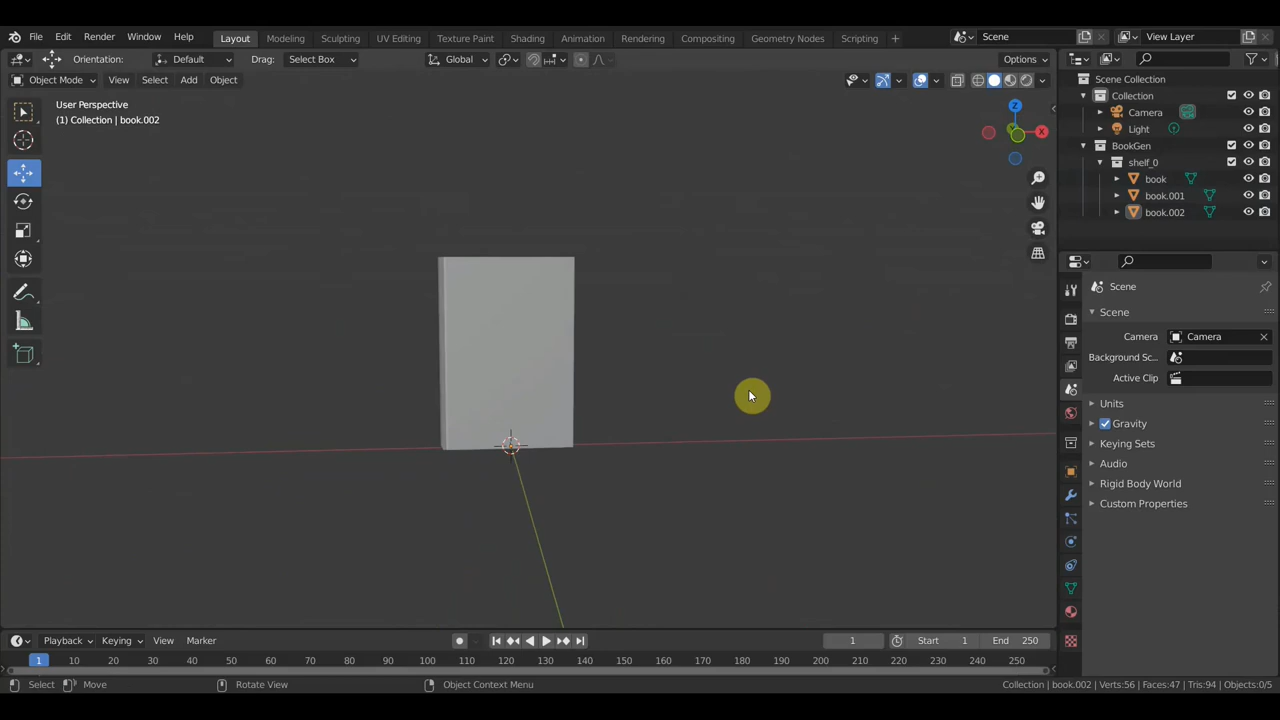 File Edit Render Window Help Layout Modeling Sculpting UV Editing Texture Paint Shading Animation Rendering Compositing Geometry Nodes Scripting + Scene View Layer
Orientation: Default Drag: Select Box Global Options
Object Mode View Select Add Object
User Perspective
(1) Collection | book.002
Z
X
Scene Collection
Collection
Camera
Light
BookGen
shelf_0
book
book.001
book.002
Scene
Scene
Camera Camera
Background Sc...
Active Clip
Units
Gravity
Keying Sets
Audio
Rigid Body World
Custom Properties
Playback Keying View Marker 1 Start 1 End 250
1 10 20 30 40 50 60 70 80 90 100 110 120 130 140 150 160 170 180 190 200 210 220 230 240 250
Select Move Rotate View Object Context Menu Collection | book.002 | Verts:56 | Faces:47 | Tris:94 | Objects:0/5